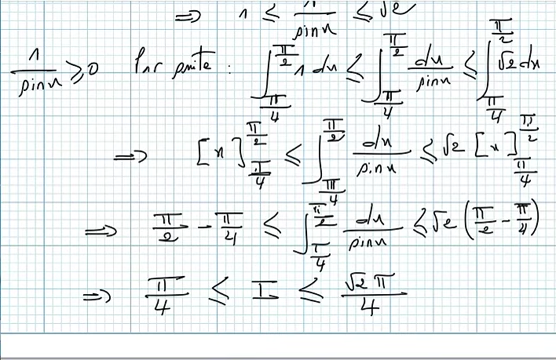 ⇒ 1 ≤ 1/sin x ≤ √2
1/sin x ≥ 0 Par suite : ∫_{π/4}^{π/2} 1 dx ≤ ∫_{π/4}^{π/2} dx/sin x ≤ ∫_{π/4}^{π/2} √2 dx
⇒ [x]_{π/4}^{π/2} ≤ ∫_{π/4}^{π/2} dx/sin x ≤ √2 [x]_{π/4}^{π/2}
⇒ π/2 - π/4 ≤ ∫_{π/4}^{π/2} dx/sin x ≤ √2 (π/2 - π/4)
⇒ π/4 ≤ I ≤ √2 π/4